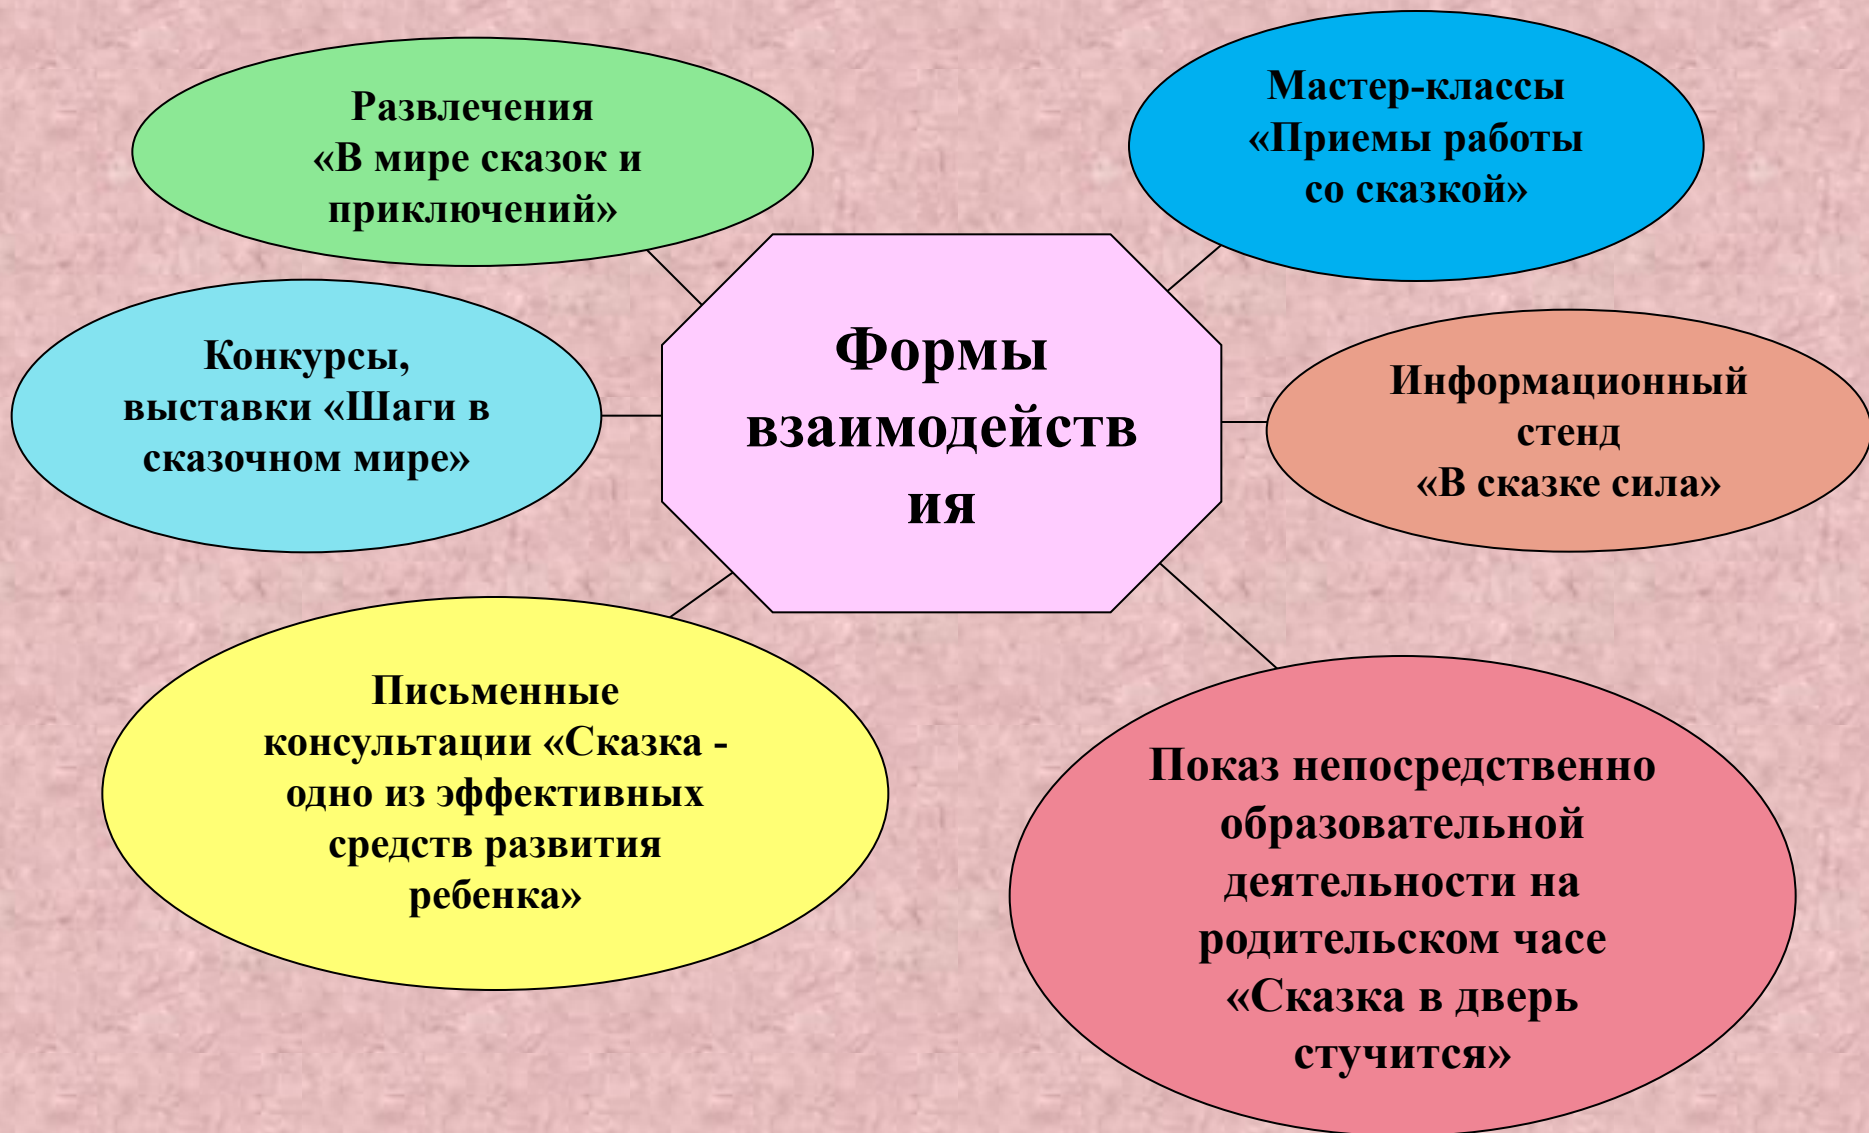 Развлечения
«В мире сказок и
приключений»
Мастер-классы
«Приемы работы
со сказкой»
Конкурсы,
выставки «Шаги в
сказочном мире»
Формы
взаимодейств
ия
Информационный
стенд
«В сказке сила»
Письменные
консультации «Сказка -
одно из эффективных
средств развития
ребенка»
Показ непосредственно
образовательной
деятельности на
родительском часе
«Сказка в дверь
стучится»